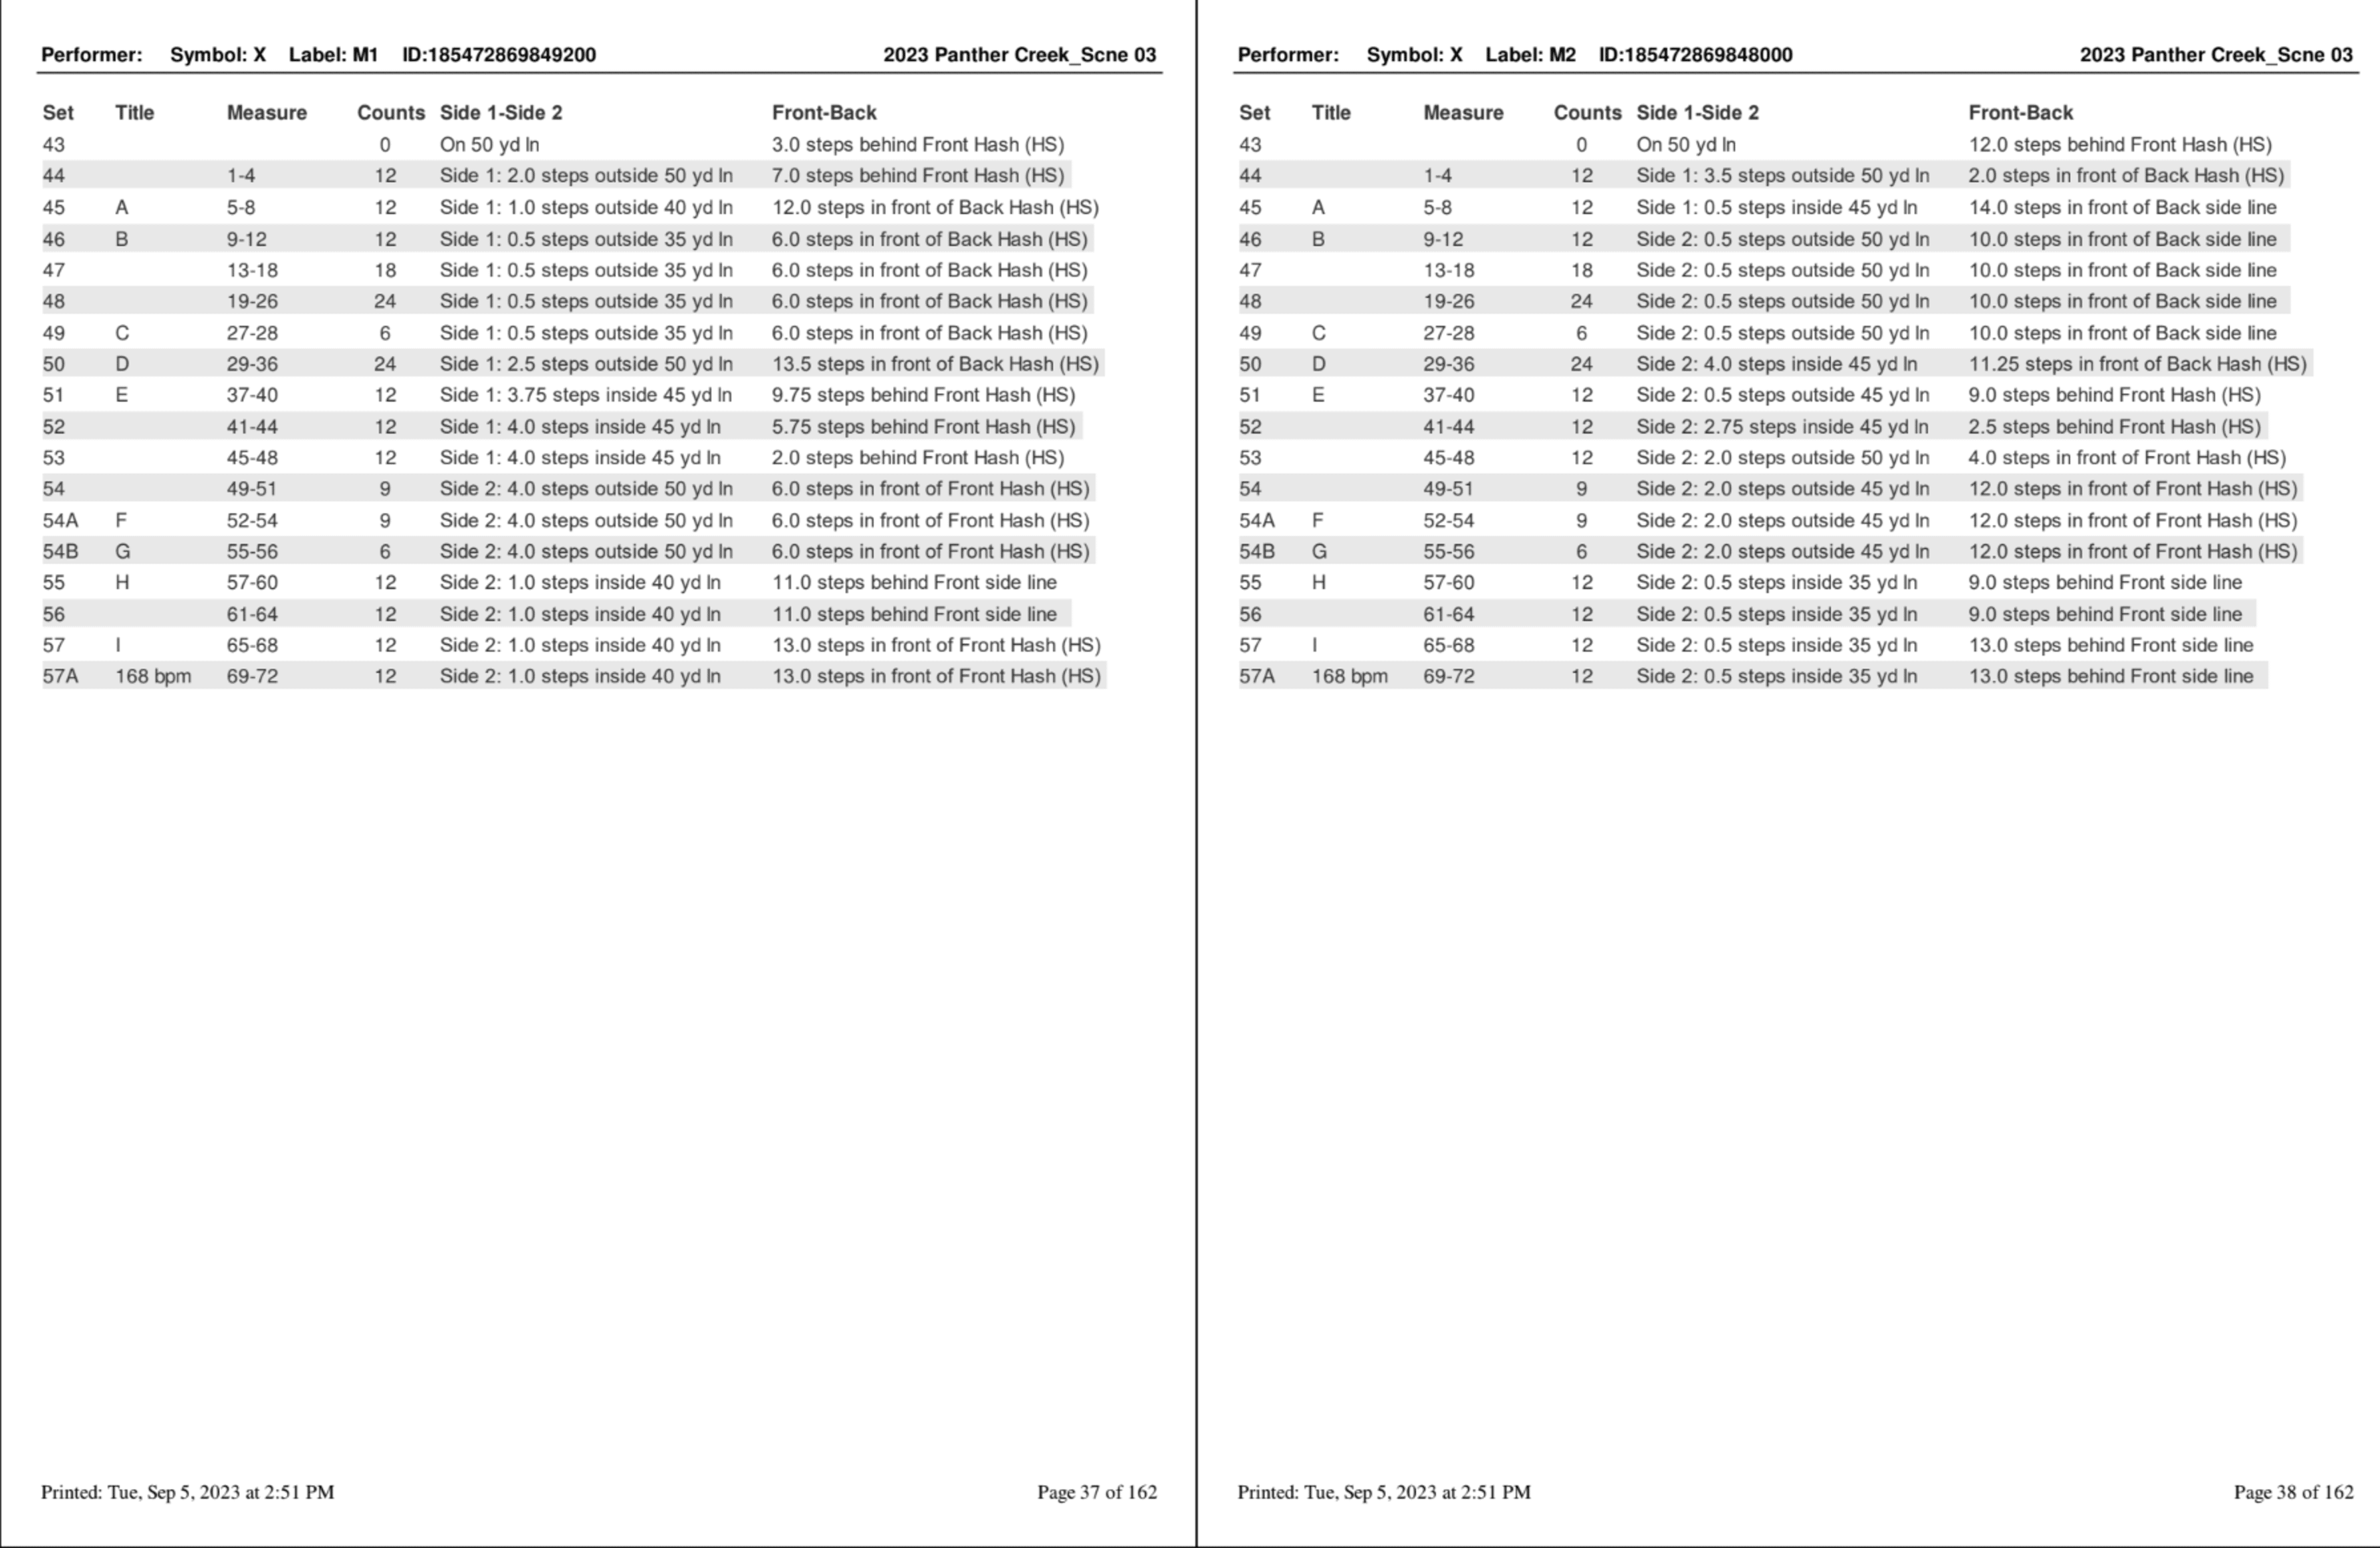 Performer: Symbol: X Label: M1 ID:185472869849200 2023 Panther Creek_Scne 03
Set Title Measure Counts Side 1-Side 2 Front-Back
43 0 On 50 yd ln 3.0 steps behind Front Hash (HS)
44 1-4 12 Side 1: 2.0 steps outside 50 yd ln 7.0 steps behind Front Hash (HS)
45 A 5-8 12 Side 1: 1.0 steps outside 40 yd ln 12.0 steps in front of Back Hash (HS)
46 B 9-12 12 Side 1: 0.5 steps outside 35 yd ln 6.0 steps in front of Back Hash (HS)
47 13-18 18 Side 1: 0.5 steps outside 35 yd ln 6.0 steps in front of Back Hash (HS)
48 19-26 24 Side 1: 0.5 steps outside 35 yd ln 6.0 steps in front of Back Hash (HS)
49 C 27-28 6 Side 1: 0.5 steps outside 35 yd ln 6.0 steps in front of Back Hash (HS)
50 D 29-36 24 Side 1: 2.5 steps outside 50 yd ln 13.5 steps in front of Back Hash (HS)
51 E 37-40 12 Side 1: 3.75 steps inside 45 yd ln 9.75 steps behind Front Hash (HS)
52 41-44 12 Side 1: 4.0 steps inside 45 yd ln 5.75 steps behind Front Hash (HS)
53 45-48 12 Side 1: 4.0 steps inside 45 yd ln 2.0 steps behind Front Hash (HS)
54 49-51 9 Side 2: 4.0 steps outside 50 yd ln 6.0 steps in front of Front Hash (HS)
54A F 52-54 9 Side 2: 4.0 steps outside 50 yd ln 6.0 steps in front of Front Hash (HS)
54B G 55-56 6 Side 2: 4.0 steps outside 50 yd ln 6.0 steps in front of Front Hash (HS)
55 H 57-60 12 Side 2: 1.0 steps inside 40 yd ln 11.0 steps behind Front side line
56 61-64 12 Side 2: 1.0 steps inside 40 yd ln 11.0 steps behind Front side line
57 I 65-68 12 Side 2: 1.0 steps inside 40 yd ln 13.0 steps in front of Front Hash (HS)
57A 168 bpm 69-72 12 Side 2: 1.0 steps inside 40 yd ln 13.0 steps in front of Front Hash (HS)
Printed: Tue, Sep 5, 2023 at 2:51 PM Page 37 of 162
Performer: Symbol: X Label: M2 ID:185472869848000 2023 Panther Creek_Scne 03
Set Title Measure Counts Side 1-Side 2 Front-Back
43 0 On 50 yd ln 12.0 steps behind Front Hash (HS)
44 1-4 12 Side 1: 3.5 steps outside 50 yd ln 2.0 steps in front of Back Hash (HS)
45 A 5-8 12 Side 1: 0.5 steps inside 45 yd ln 14.0 steps in front of Back side line
46 B 9-12 12 Side 2: 0.5 steps outside 50 yd ln 10.0 steps in front of Back side line
47 13-18 18 Side 2: 0.5 steps outside 50 yd ln 10.0 steps in front of Back side line
48 19-26 24 Side 2: 0.5 steps outside 50 yd ln 10.0 steps in front of Back side line
49 C 27-28 6 Side 2: 0.5 steps outside 50 yd ln 10.0 steps in front of Back side line
50 D 29-36 24 Side 2: 4.0 steps inside 45 yd ln 11.25 steps in front of Back Hash (HS)
51 E 37-40 12 Side 2: 0.5 steps outside 45 yd ln 9.0 steps behind Front Hash (HS)
52 41-44 12 Side 2: 2.75 steps inside 45 yd ln 2.5 steps behind Front Hash (HS)
53 45-48 12 Side 2: 2.0 steps outside 50 yd ln 4.0 steps in front of Front Hash (HS)
54 49-51 9 Side 2: 2.0 steps outside 45 yd ln 12.0 steps in front of Front Hash (HS)
54A F 52-54 9 Side 2: 2.0 steps outside 45 yd ln 12.0 steps in front of Front Hash (HS)
54B G 55-56 6 Side 2: 2.0 steps outside 45 yd ln 12.0 steps in front of Front Hash (HS)
55 H 57-60 12 Side 2: 0.5 steps inside 35 yd ln 9.0 steps behind Front side line
56 61-64 12 Side 2: 0.5 steps inside 35 yd ln 9.0 steps behind Front side line
57 I 65-68 12 Side 2: 0.5 steps inside 35 yd ln 13.0 steps behind Front side line
57A 168 bpm 69-72 12 Side 2: 0.5 steps inside 35 yd ln 13.0 steps behind Front side line
Printed: Tue, Sep 5, 2023 at 2:51 PM Page 38 of 162